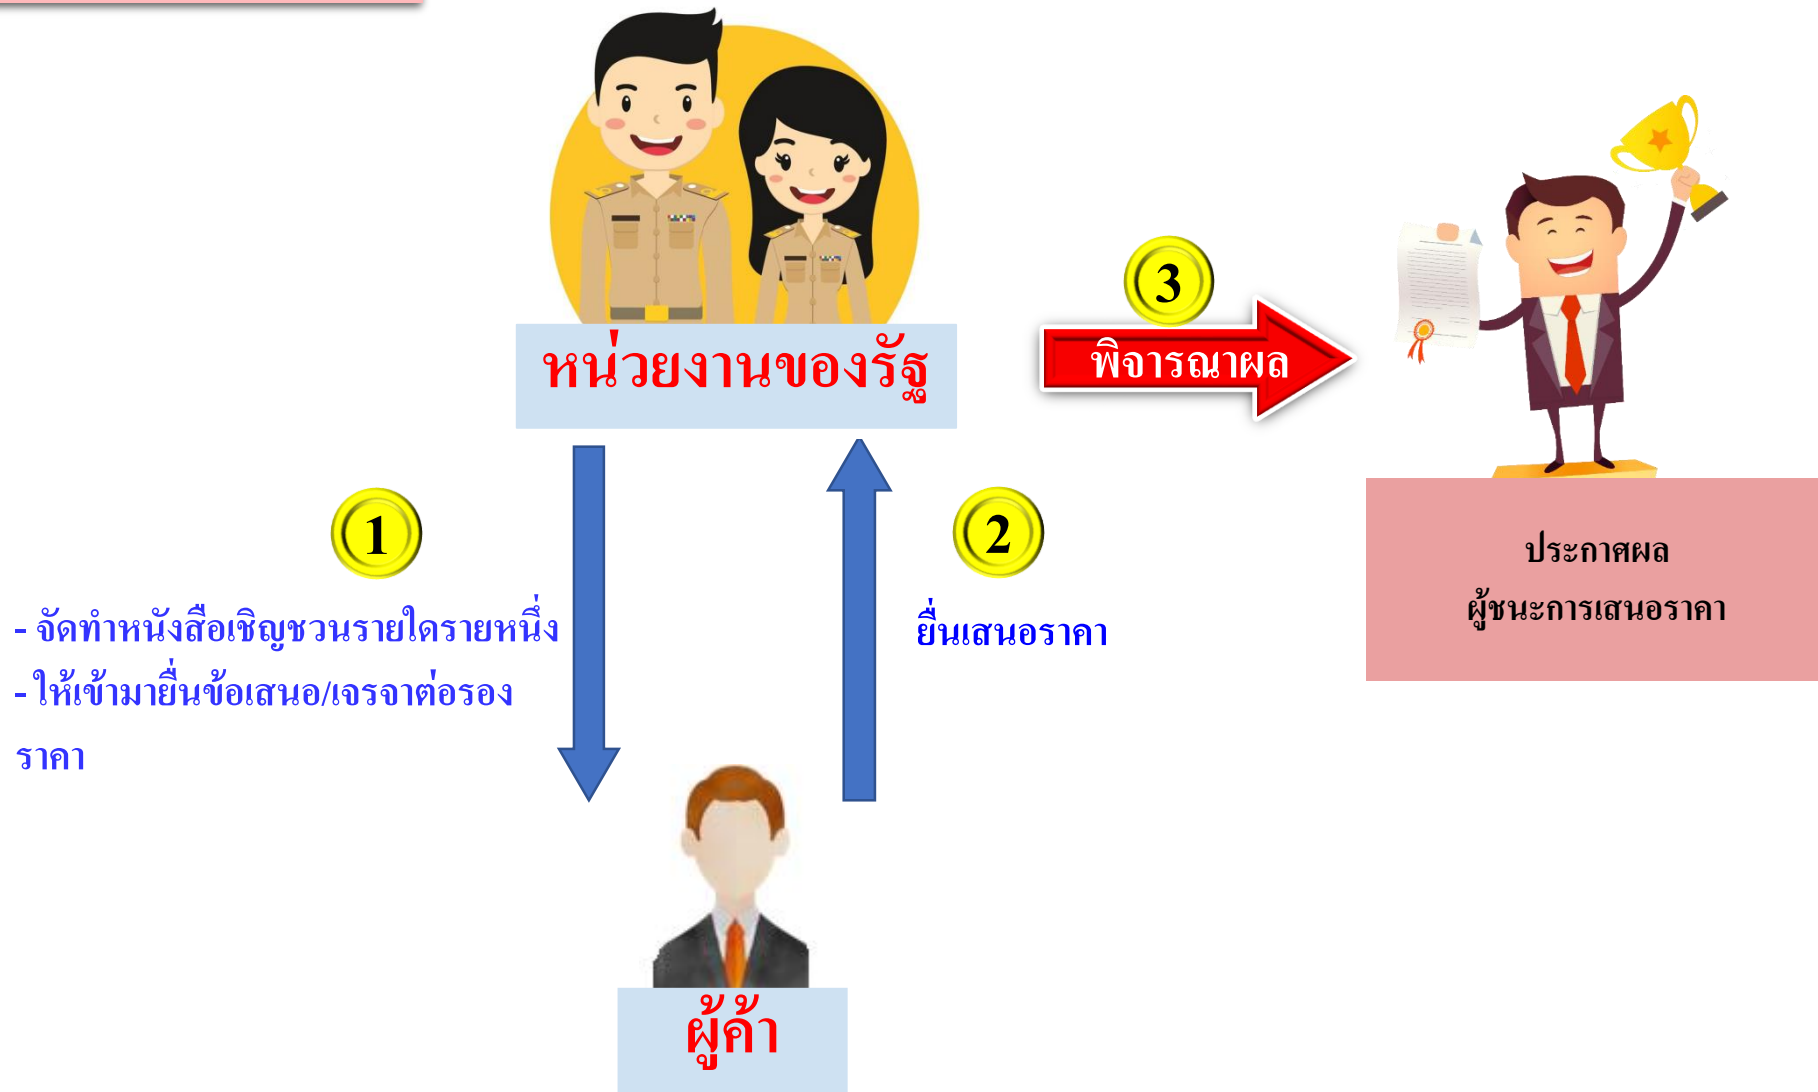 หน่วยงานของรัฐ
3
พิจารณาผล
1
- จัดทำหนังสือเชิญชวนรายใดรายหนึ่ง
- ให้เข้ามายื่นข้อเสนอ/เจรจาต่อรอง
ราคา
2
ยื่นเสนอราคา
ประกาศผล
ผู้ชนะการเสนอราคา
ผู้ค้า